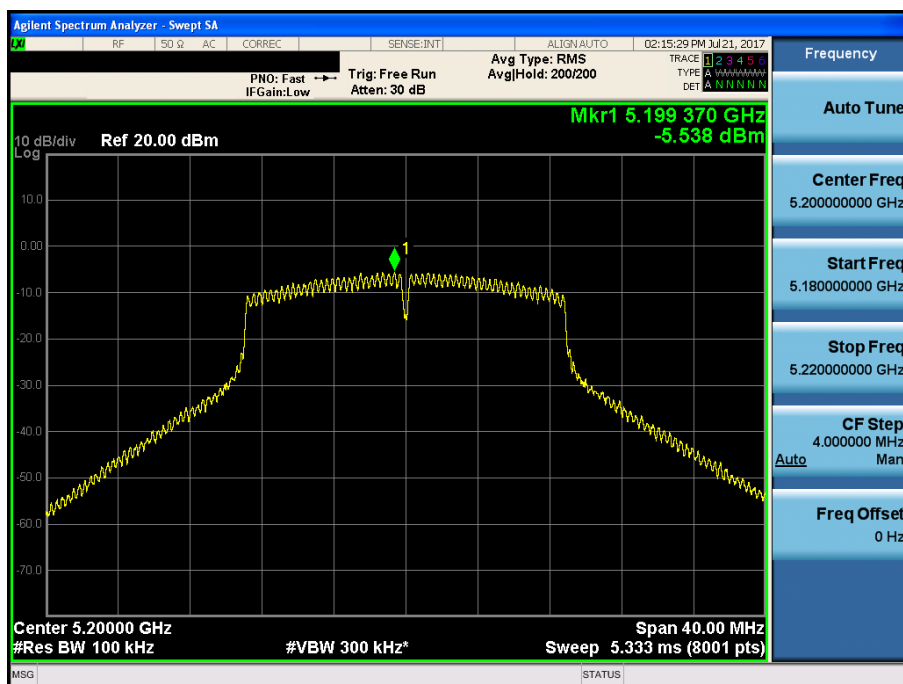 Agilent Spectrum Analyzer - Swept SA
LXI RF 50 Ω AC CORREC SENSE:INT ALIGN AUTO 02:15:29 PM Jul 21, 2017
Frequency
PNO: Fast
IFGain:Low
Trig: Free Run
Atten: 30 dB
Avg Type: RMS
Avg|Hold: 200/200
TRACE 1 2 3 4 5 6
TYPE A WWWWW
DET A N N N N N
Auto Tune
Mkr1 5.199 370 GHz
-5.538 dBm
10 dB/div Ref 20.00 dBm
Log
10.0
0.00
-10.0
-20.0
-30.0
-40.0
-50.0
-60.0
-70.0
1
Center Freq
5.200000000 GHz
Start Freq
5.180000000 GHz
Stop Freq
5.220000000 GHz
CF Step
4.000000 MHz
Auto Man
Freq Offset
0 Hz
Center 5.20000 GHz Span 40.00 MHz
#Res BW 100 kHz #VBW 300 kHz* Sweep 5.333 ms (8001 pts)
MSG STATUS